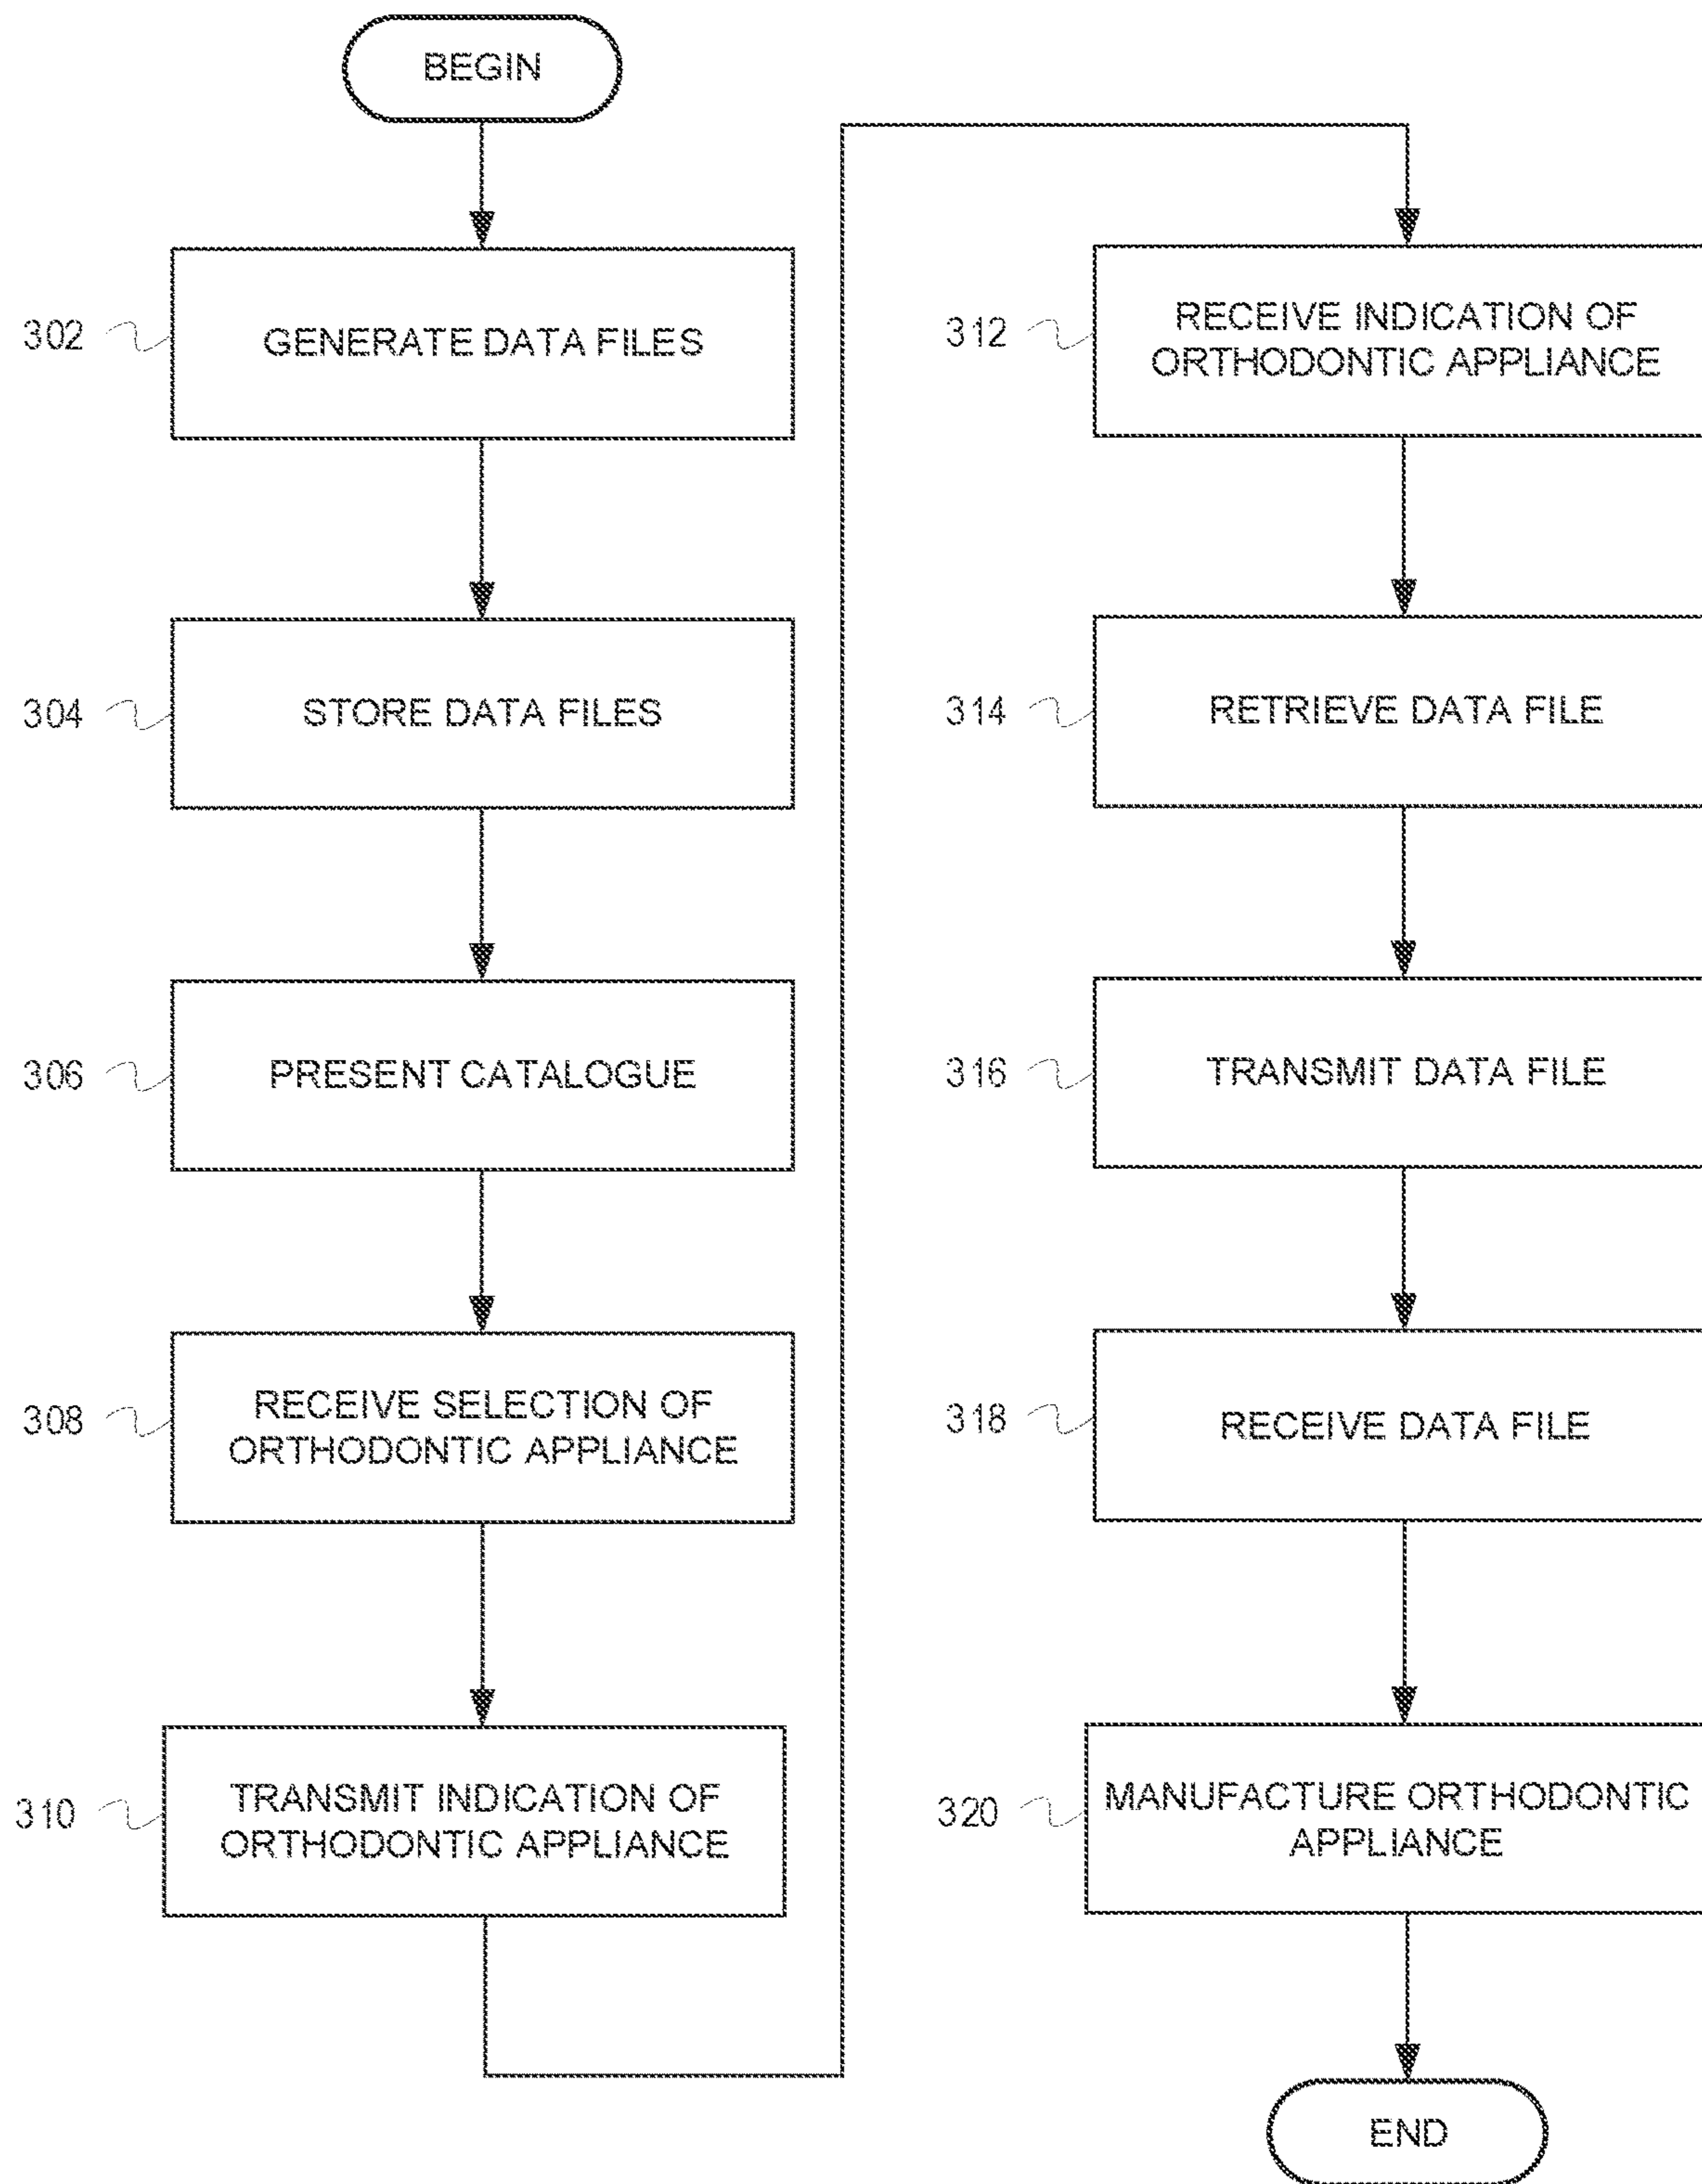 BEGIN
302
GENERATE DATA FILES
304
STORE DATA FILES
306
PRESENT CATALOGUE
308
RECEIVE SELECTION OF
ORTHODONTIC APPLIANCE
310
TRANSMIT INDICATION OF
ORTHODONTIC APPLIANCE
312
RECEIVE INDICATION OF
ORTHODONTIC APPLIANCE
314
RETRIEVE DATA FILE
316
TRANSMIT DATA FILE
318
RECEIVE DATA FILE
320
MANUFACTURE ORTHODONTIC
APPLIANCE
END